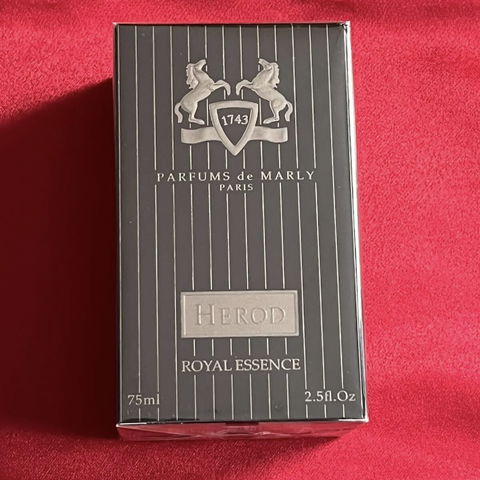 1743
PARFUMS de MARLY
PARIS
HEROD
ROYAL ESSENCE
75ml 2.5fl.Oz